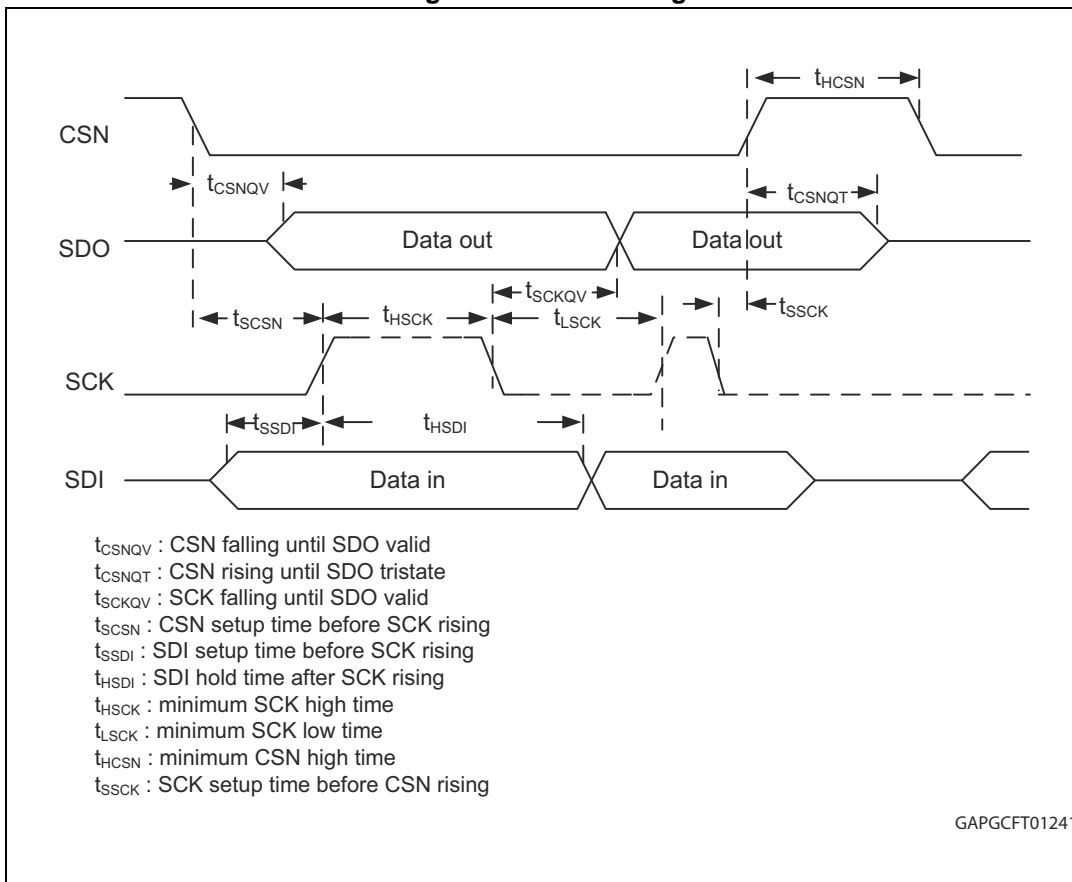 tHCSN
CSN
tCSNQV
tCSNQT
SDO
Data out
Data out
tSCKQV
tSCSN
tHSCK
tLSCK
tSSCK
SCK
tSSDI
tHSDI
SDI
Data in
Data in
tCSNQV : CSN falling until SDO valid
tCSNQT : CSN rising until SDO tristate
tSCKQV : SCK falling until SDO valid
tSCSN : CSN setup time before SCK rising
tSSDI : SDI setup time before SCK rising
tHSDI : SDI hold time after SCK rising
tHSCK : minimum SCK high time
tLSCK : minimum SCK low time
tHCSN : minimum CSN high time
tSSCK : SCK setup time before CSN rising
GAPGCFT01241